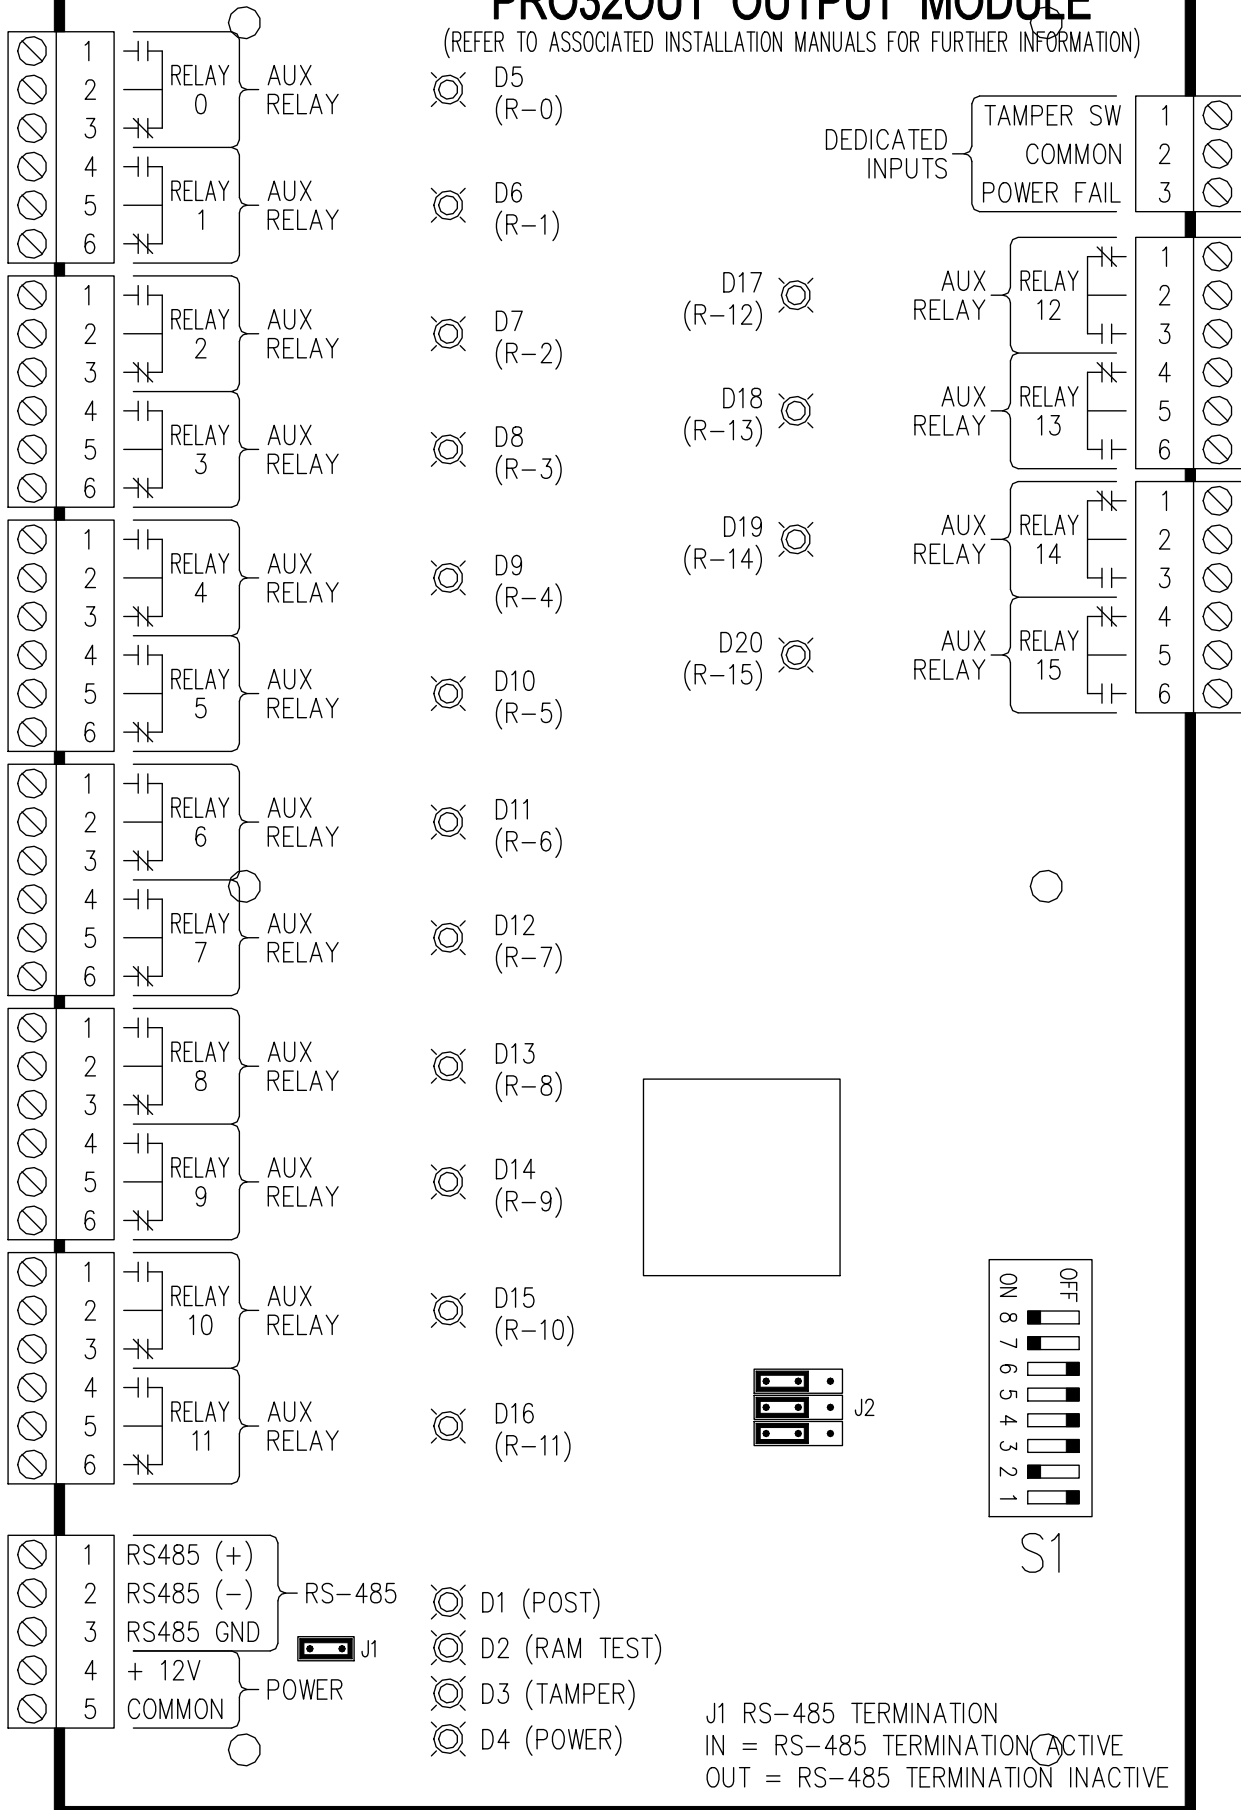 PRO32OUT OUTPUT MODULE
(REFER TO ASSOCIATED INSTALLATION MANUALS FOR FURTHER INFORMATION)
1
2
3
RELAY
0
AUX
RELAY
D5
(R-0)
4
5
6
RELAY
1
AUX
RELAY
D6
(R-1)
1
2
3
RELAY
2
AUX
RELAY
D7
(R-2)
4
5
6
RELAY
3
AUX
RELAY
D8
(R-3)
1
2
3
RELAY
4
AUX
RELAY
D9
(R-4)
4
5
6
RELAY
5
AUX
RELAY
D10
(R-5)
1
2
3
RELAY
6
AUX
RELAY
D11
(R-6)
4
5
6
RELAY
7
AUX
RELAY
D12
(R-7)
1
2
3
RELAY
8
AUX
RELAY
D13
(R-8)
4
5
6
RELAY
9
AUX
RELAY
D14
(R-9)
1
2
3
RELAY
10
AUX
RELAY
D15
(R-10)
4
5
6
RELAY
11
AUX
RELAY
D16
(R-11)
1 RS485 (+)
2 RS485 (-)
3 RS485 GND
RS-485
J1
4 + 12V
5 COMMON
POWER
D1 (POST)
D2 (RAM TEST)
D3 (TAMPER)
D4 (POWER)
DEDICATED
INPUTS
TAMPER SW 1
COMMON 2
POWER FAIL 3
D17
(R-12)
AUX
RELAY
RELAY
12
1
2
3
D18
(R-13)
AUX
RELAY
RELAY
13
4
5
6
D19
(R-14)
AUX
RELAY
RELAY
14
1
2
3
D20
(R-15)
AUX
RELAY
RELAY
15
4
5
6
J2
ON OFF
8
7
6
5
4
3
2
1
S1
J1 RS-485 TERMINATION
IN = RS-485 TERMINATION ACTIVE
OUT = RS-485 TERMINATION INACTIVE